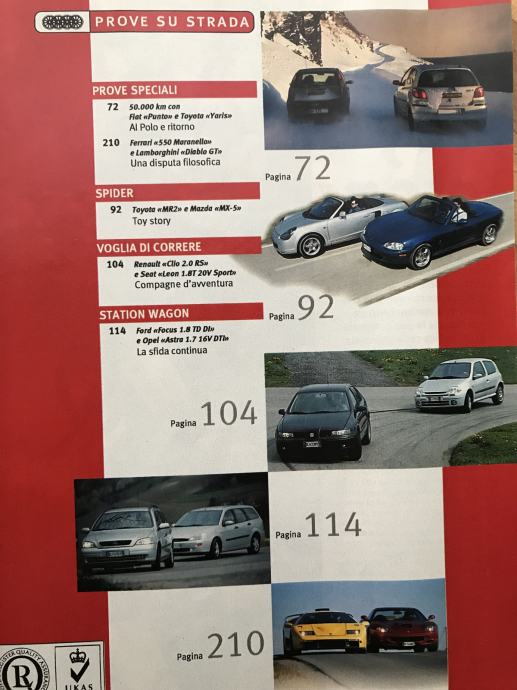 PROVE SU STRADA
PROVE SPECIALI
72 50.000 km con
Fiat «Punto» e Toyota «Yaris»
Al Polo e ritorno
210 Ferrari «550 Maranello»
e Lamborghini «Diablo GT»
Una disputa filosofica
Pagina 72
SPIDER
92 Toyota «MR2» e Mazda «MX-5»
Toy story
VOGLIA DI CORRERE
104 Renault «Clio 2.0 RS»
e Seat «Leon 1.8T 20V Sport»
Compagne d'avventura
Pagina 92
STATION WAGON
114 Ford «Focus 1.8 TD DI»
e Opel «Astra 1.7 16V DTI»
La sfida continua
Pagina 104
Pagina 114
Pagina 210
UKAS